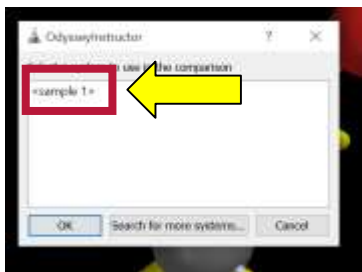 OdysseyInstructor
to use in the comparison
<sample 1>
OK Search for more systems... Cancel